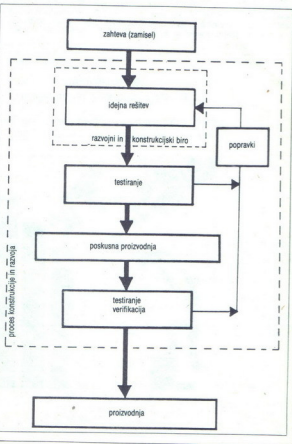 zahteva (zamisel)
idejna rešitev
razvojni in konstrukcijski biro
popravki
testiranje
poskusna proizvodnja
testiranje
verifikacija
proces konstrukcije in razvoja
proizvodnja